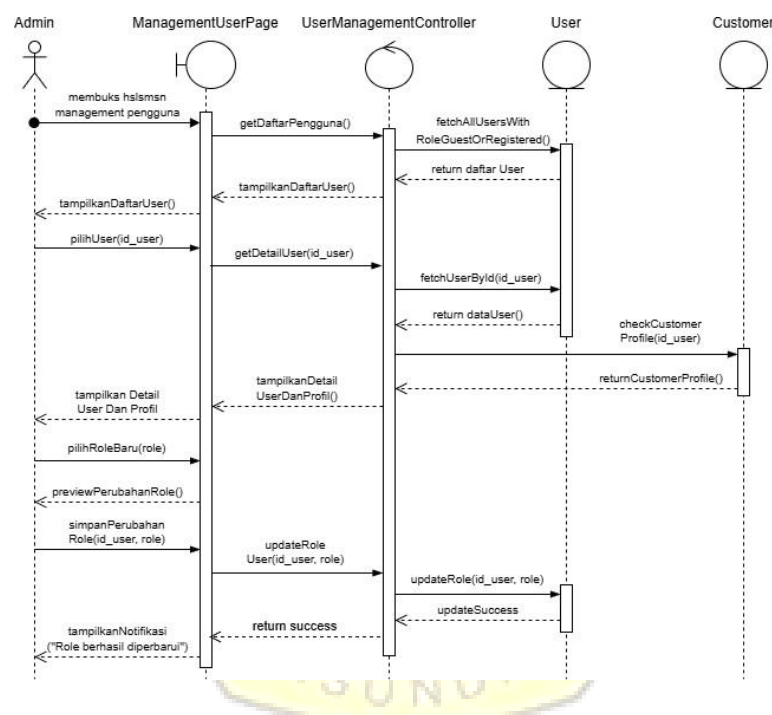 Admin
ManagementUserPage
UserManagementController
User
Customer
membuks hslsmsn
management pengguna
getDaftarPengguna()
fetchAllUsersWith
RoleGuestOrRegistered()
return daftar User
tampilkanDaftarUser()
tampilkanDaftarUser()
pilihUser(id_user)
getDetailUser(id_user)
fetchUserById(id_user)
return dataUser()
checkCustomer
Profile(id_user)
returnCustomerProfile()
tampilkanDetail
UserDanProfil()
tampilkan Detail
User Dan Profil
pilihRoleBaru(role)
previewPerubahanRole()
simpanPerubahan
Role(id_user, role)
updateRole
User(id_user, role)
updateRole(id_user, role)
updateSuccess
return success
tampilkanNotifikasi
("Role berhasil diperbarui")